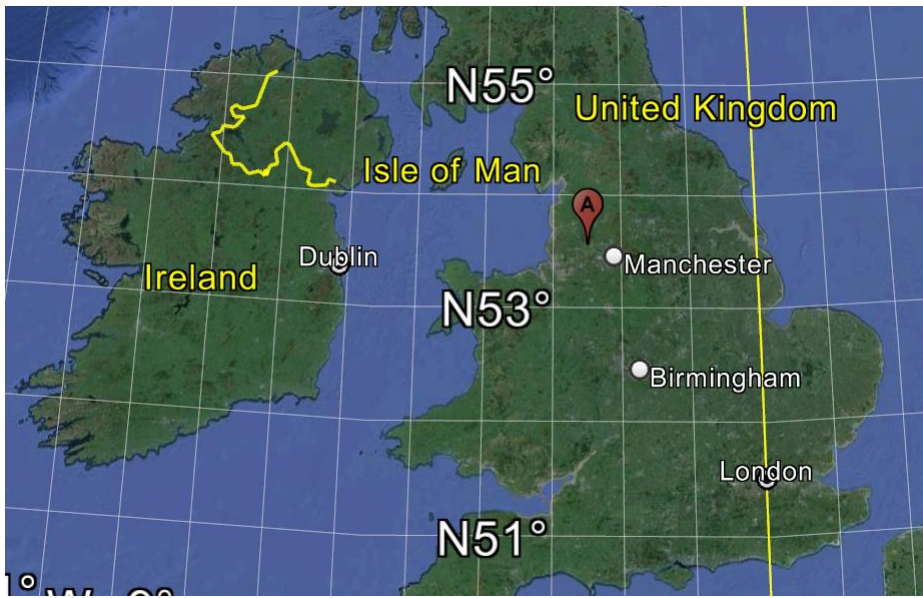 N55°
United Kingdom
Isle of Man
A
Dublin
Manchester
Ireland
N53°
Birmingham
London
N51°